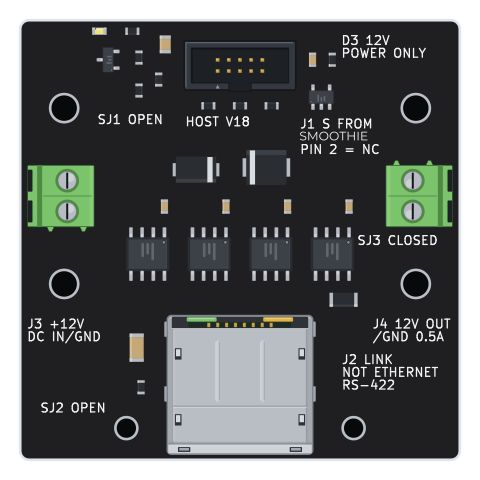 D3 12V
POWER ONLY
SJ1 OPEN
HOST V18
J1 S FROM
SMOOTHIE
PIN 2 = NC
SJ3 CLOSED
J3 +12V
DC IN/GND
J4 12V OUT
/GND 0.5A
J2 LINK
NOT ETHERNET
RS-422
SJ2 OPEN